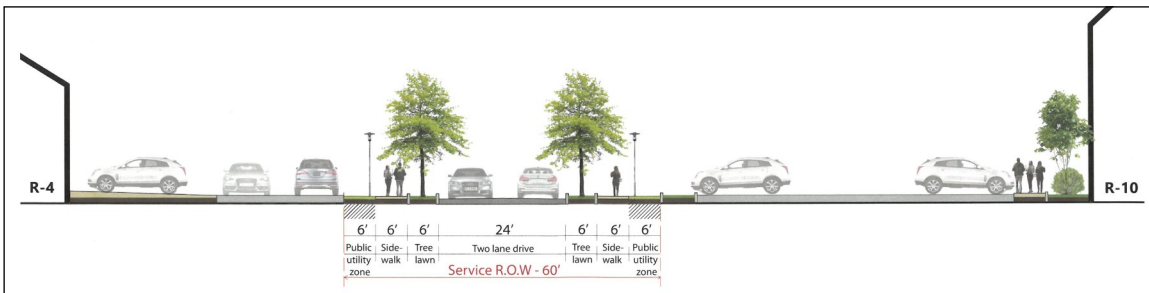 R-4
R-10
6' 6' 6' 24' 6' 6' 6'
Public utility zone
Side-walk
Tree lawn
Two lane drive
Tree lawn
Side-walk
Public utility zone
Service R.O.W - 60'